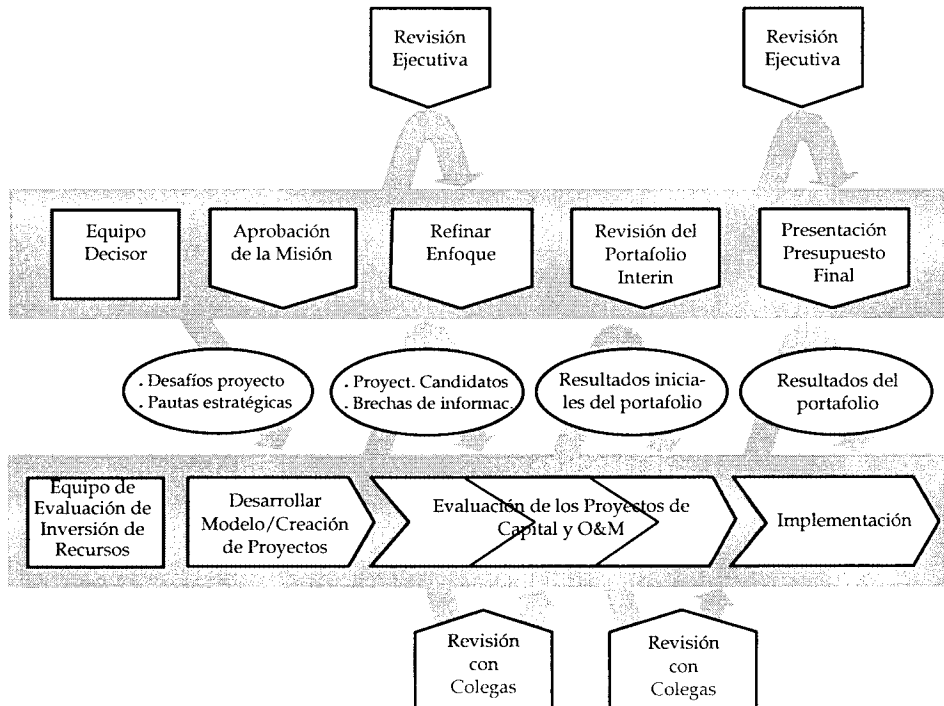 Revisión
Ejecutiva
Revisión
Ejecutiva
Equipo
Decisor
Aprobación
de la Misión
Refinar
Enfoque
Revisión del
Portafolio
Interin
Presentación
Presupuesto
Final
. Desafíos proyecto
. Pautas estratégicas
. Proyect. Candidatos
. Brechas de informac.
Resultados inicia-
les del portafolio
Resultados del
portafolio
Equipo de
Evaluación de
Inversión de
Recursos
Desarrollar
Modelo/Creación
de Proyectos
Evaluación de los Proyectos de
Capital y O&M
Implementación
Revisión
con
Colegas
Revisión
con
Colegas